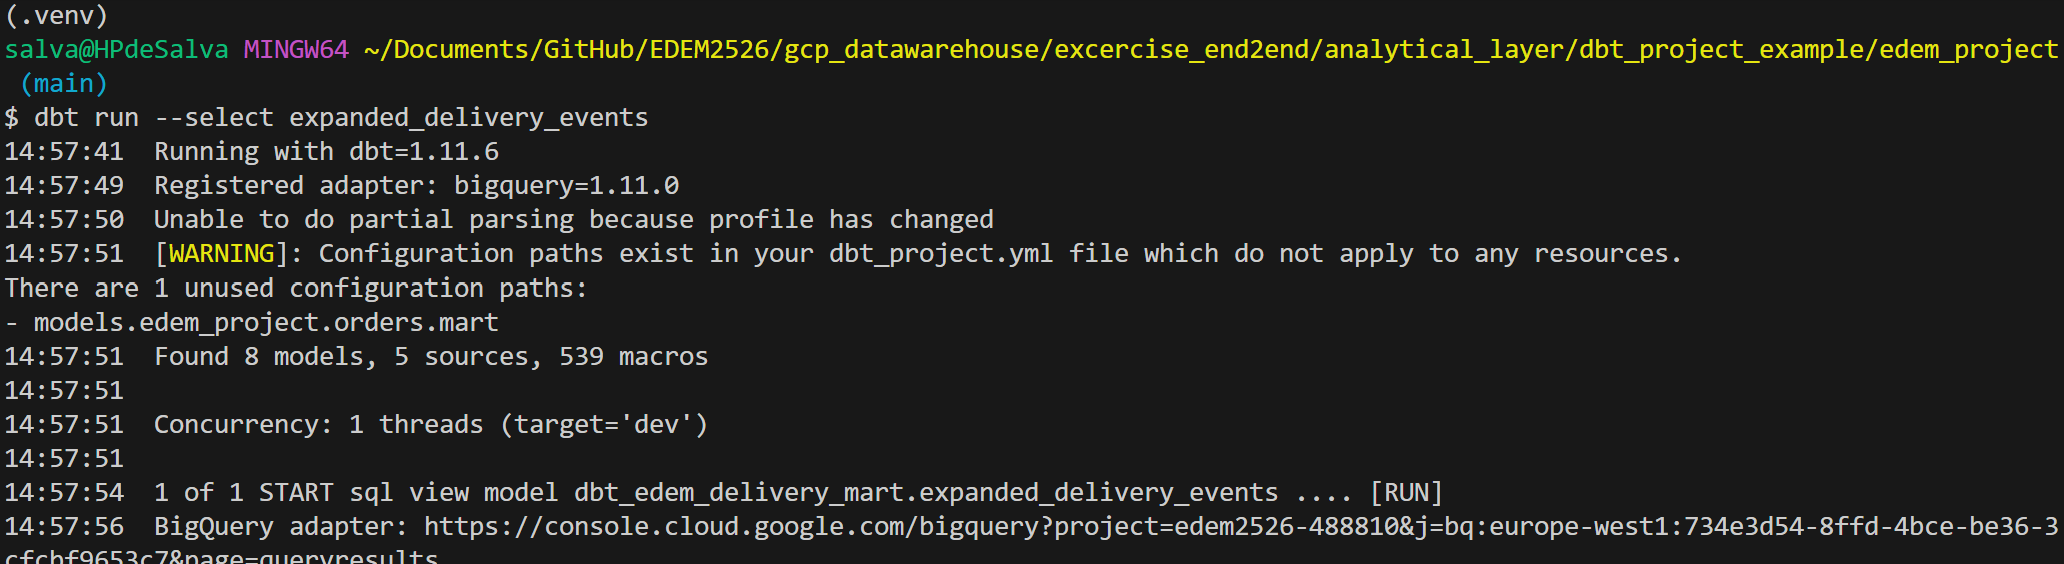 (.venv)
salva@HPdeSalva MINGW64 ~/Documents/GitHub/EDEM2526/gcp_datawarehouse/excercise_end2end/analytical_layer/dbt_project_example/edem_project
(main)
$ dbt run --select expanded_delivery_events
14:57:41  Running with dbt=1.11.6
14:57:49  Registered adapter: bigquery=1.11.0
14:57:50  Unable to do partial parsing because profile has changed
14:57:51  [WARNING]: Configuration paths exist in your dbt_project.yml file which do not apply to any resources.
There are 1 unused configuration paths:
- models.edem_project.orders.mart
14:57:51  Found 8 models, 5 sources, 539 macros
14:57:51
14:57:51  Concurrency: 1 threads (target='dev')
14:57:51
14:57:54  1 of 1 START sql view model dbt_edem_delivery_mart.expanded_delivery_events .... [RUN]
14:57:56  BigQuery adapter: https://console.cloud.google.com/bigquery?project=edem2526-488810&j=bq:europe-west1:734e3d54-8ffd-4bce-be36-3
cfcbf9653c7&page=queryresults